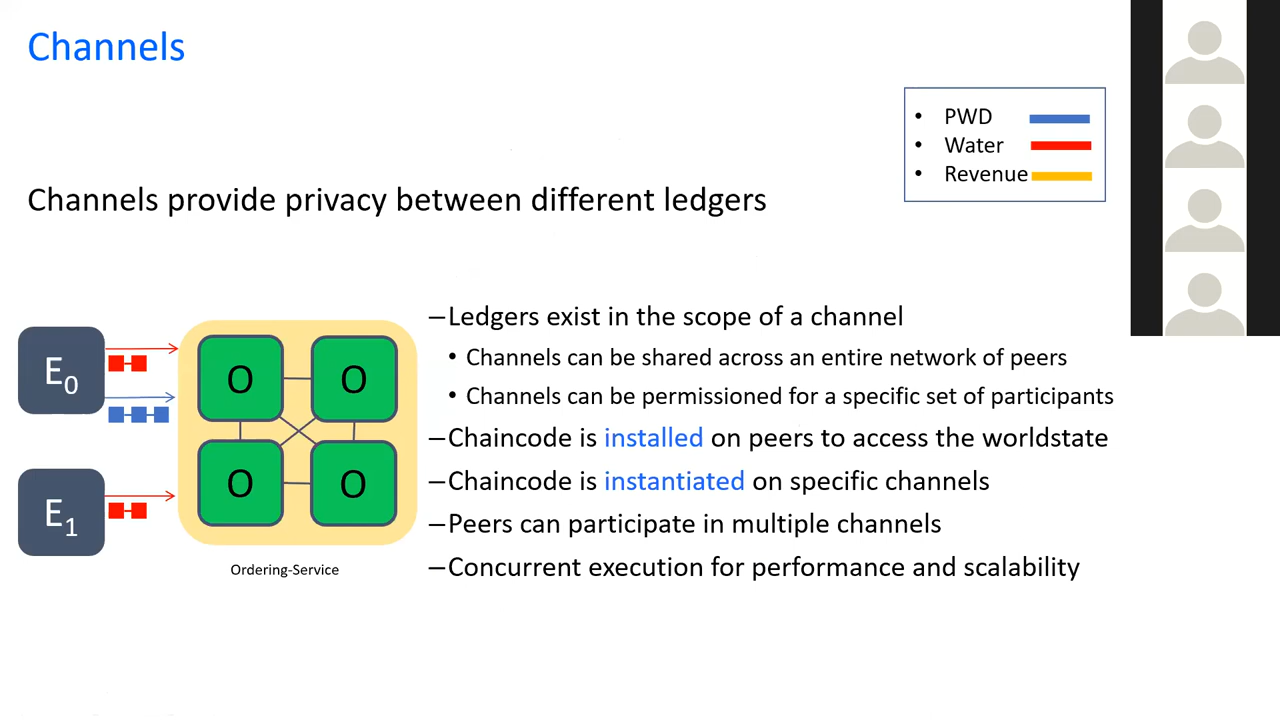 Channels
• PWD
• Water
• Revenue
Channels provide privacy between different ledgers
–Ledgers exist in the scope of a channel
• Channels can be shared across an entire network of peers
• Channels can be permissioned for a specific set of participants
–Chaincode is installed on peers to access the worldstate
–Chaincode is instantiated on specific channels
–Peers can participate in multiple channels
–Concurrent execution for performance and scalability
E0
E1
O O
O O
Ordering-Service